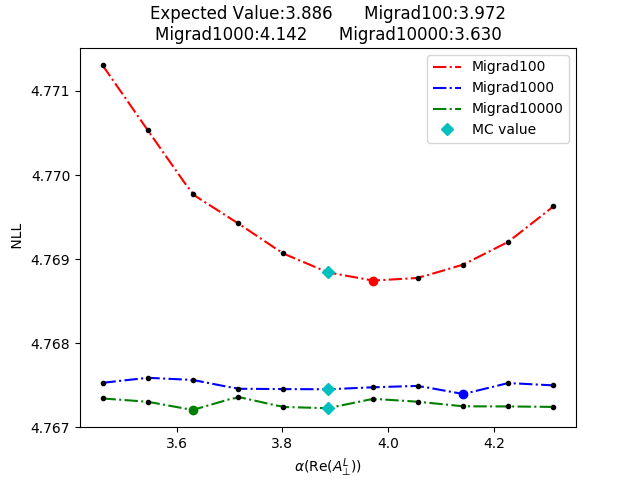 Expected Value:3.886 Migrad100:3.972
Migrad1000:4.142 Migrad10000:3.630
Migrad100
Migrad1000
Migrad10000
MC value
NLL
4.771
4.770
4.769
4.768
4.767
3.6 3.8 4.0 4.2
α(Re(A_⊥^L))